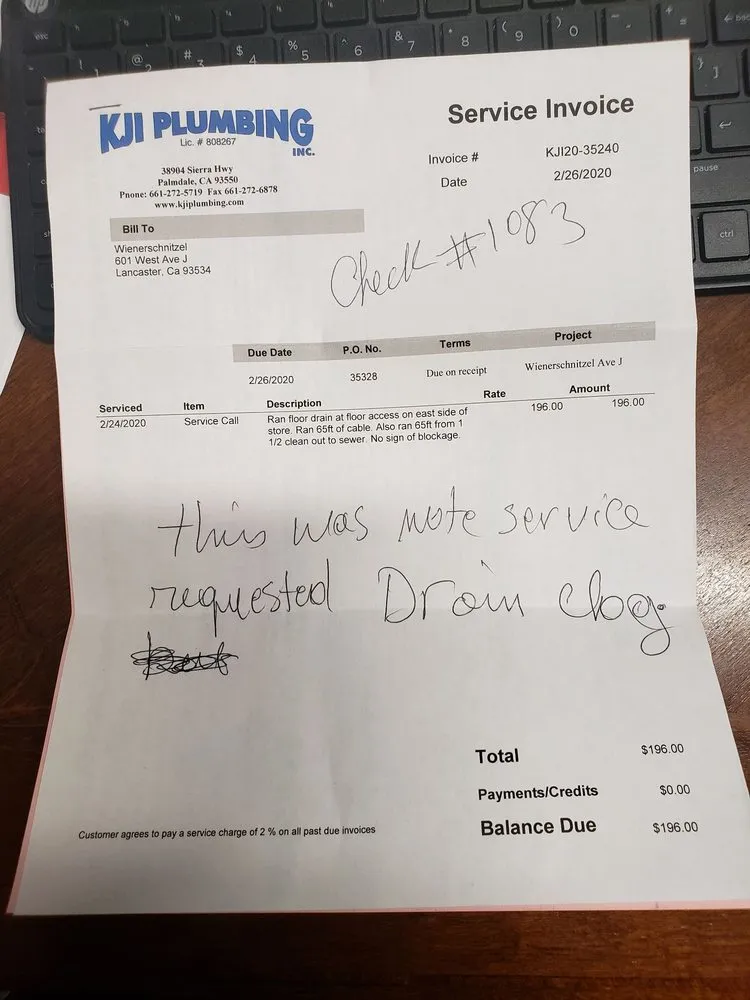 KJI PLUMBING
INC.
Lic. # 808267
38904 Sierra Hwy
Palmdale, CA 93550
Phone: 661-272-5719 Fax 661-272-6878
www.kjiplumbing.com
Service Invoice
Invoice # KJI20-35240
Date 2/26/2020
Bill To
Wienerschnitzel
601 West Ave J
Lancaster, Ca 93534
Check #1083
Due Date P.O. No. Terms Project
2/26/2020 35328 Due on receipt Wienerschnitzel Ave J
Serviced Item Description Rate Amount
2/24/2020 Service Call Ran floor drain at floor access on east side of 196.00 196.00
store. Ran 65ft of cable. Also ran 65ft from 1
1/2 clean out to sewer. No sign of blockage.
this was note service
requested Drain clog
Total $196.00
Payments/Credits $0.00
Balance Due $196.00
Customer agrees to pay a service charge of 2 % on all past due invoices